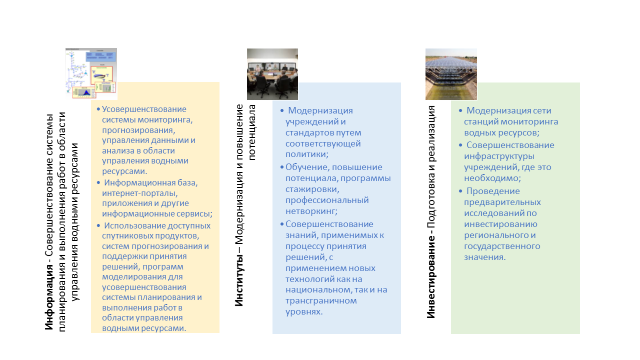 Информация - Совершенствование системы
планирования и выполнения работ в области
управления водными ресурсами
• Усовершенствование
системы мониторинга,
прогнозирования,
управления данными и
анализа в области
управления водными
ресурсами.
• Информационная база,
интернет-порталы,
приложения и другие
информационные сервисы;
• Использование доступных
спутниковых продуктов,
систем прогнозирования и
поддержки принятия
решений, программ
моделирования для
усовершенствования
системы планирования и
выполнения работ в
области управления
водными ресурсами.
Институты – Модернизация и повышение
потенциала
• Модернизация
учреждений и
стандартов путем
соответствующей
политики;
• Обучение, повышение
потенциала, программы
стажировки,
профессиональный
нетворкинг;
• Совершенствование
знаний, применимых к
процессу принятия
решений, с
применением новых
технологий как на
национальном, так и на
трансграничном
уровнях.
Инвестирование - Подготовка и реализация
• Модернизация сети
станций мониторинга
водных ресурсов;
• Совершенствование
инфраструктуры
учреждений, где это
необходимо;
• Проведение
предварительных
исследований по
инвестированию
регионального и
государственного
значения.